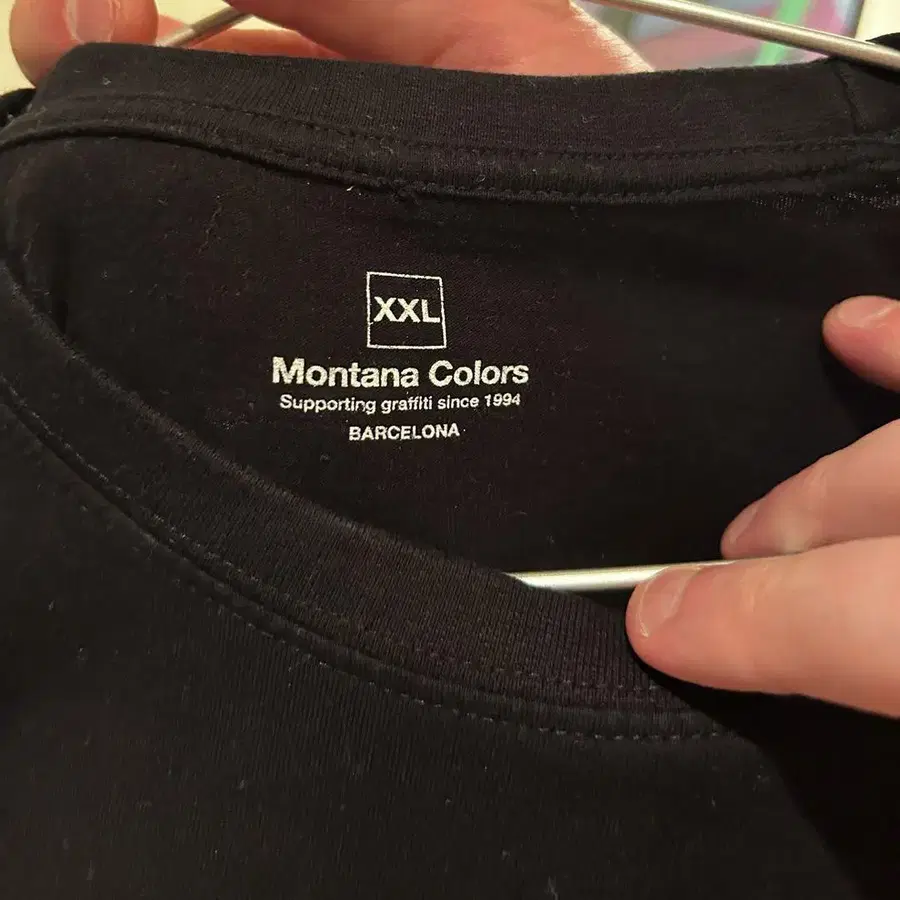 XXL
Montana Colors
Supporting graffiti since 1994
BARCELONA